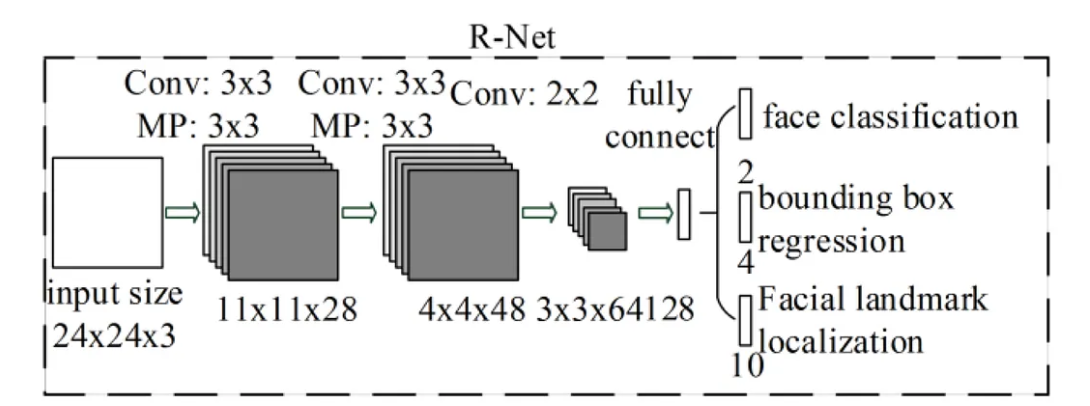 R-Net
Conv: 3x3
MP: 3x3
Conv: 3x3
MP: 3x3
Conv: 2x2
fully
connect
input size
24x24x3
11x11x28
4x4x48
3x3x64
128
face classification
2
bounding box
regression
4
Facial landmark
localization
10